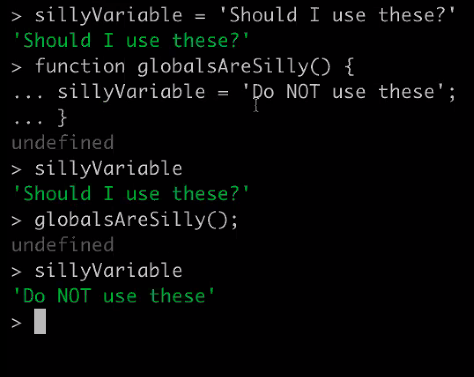 > sillyVariable = 'Should I use these?'
'Should I use these?'
> function globalsAreSilly() {
... sillyVariable = 'Do NOT use these';
... }
undefined
> sillyVariable
'Should I use these?'
> globalsAreSilly();
undefined
> sillyVariable
'Do NOT use these'
>